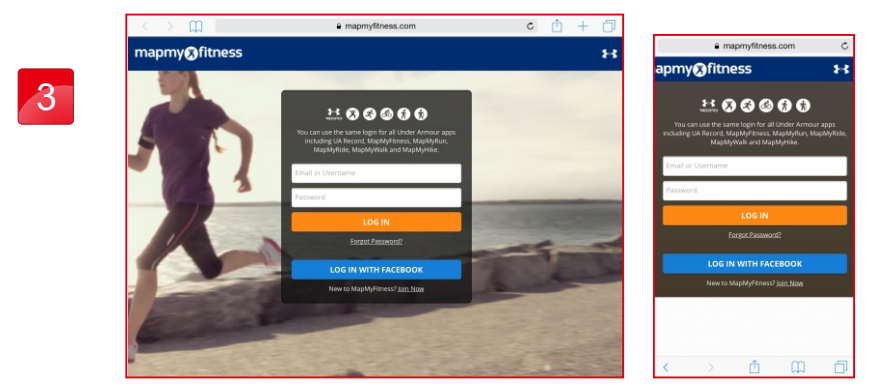 3
mapmyfitness.com
mapmyfitness
You can use the same login for all Under Armour apps
including UA Record, MapMyFitness, MapMyRun,
MapMyRide, MapMyWalk and MapMyHike.
Email or Username
Password
LOG IN
Forgot Password?
LOG IN WITH FACEBOOK
New to MapMyFitness? Join Now
mapmyfitness.com
apmyfitness
You can use the same login for all Under Armour apps
including UA Record, MapMyFitness, MapMyRun, MapMyRide,
MapMyWalk and MapMyHike.
Email or Username
Password
LOG IN
Forgot Password?
LOG IN WITH FACEBOOK
New to MapMyFitness? Join Now